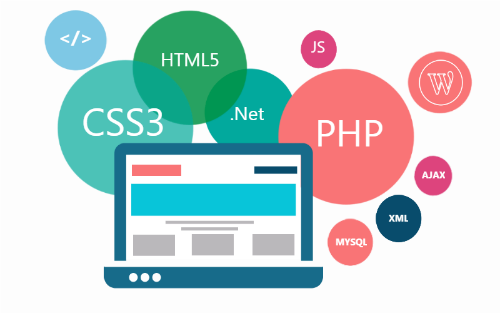 </>
HTML5
JS
CSS3
.Net
PHP
W
AJAX
XML
MYSQL